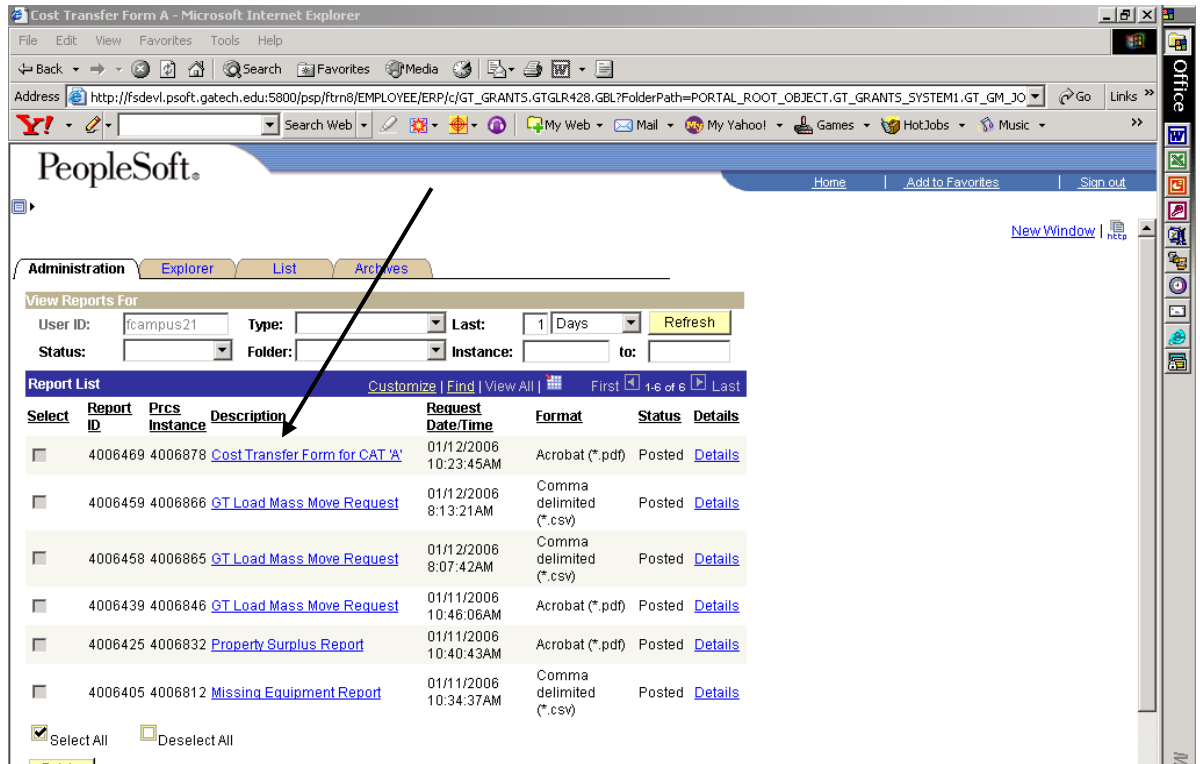 Cost Transfer Form A - Microsoft Internet Explorer
File Edit View Favorites Tools Help
Back Search Favorites Media
Address http://fsdevl.psoft.gatech.edu:5800/psp/ftrn8/EMPLOYEE/ERP/c/GT_GRANTS.GTGLR428.GBL?FolderPath=PORTAL_ROOT_OBJECT.GT_GRANTS_SYSTEM1.GT_GM_JO Go Links »
Y! Search Web My Web Mail My Yahoo! Games HotJobs Music »
Office
PeopleSoft.
Home | Add to Favorites | Sign out
New Window | http
Administration Explorer List Archives
View Reports For
User ID: fcampus21 Type: Last: 1 Days Refresh
Status: Folder: Instance: to:
Report List Customize | Find | View All | First 1-6 of 6 Last
Select Report ID Prcs Instance Description Request Date/Time Format Status Details
4006469 4006878 Cost Transfer Form for CAT 'A' 01/12/2006 10:23:45AM Acrobat (*.pdf) Posted Details
4006459 4006866 GT Load Mass Move Request 01/12/2006 8:13:21AM Comma delimited (*.csv) Posted Details
4006458 4006865 GT Load Mass Move Request 01/12/2006 8:07:42AM Comma delimited (*.csv) Posted Details
4006439 4006846 GT Load Mass Move Request 01/11/2006 10:46:06AM Acrobat (*.pdf) Posted Details
4006425 4006832 Property Surplus Report 01/11/2006 10:40:43AM Acrobat (*.pdf) Posted Details
4006405 4006812 Missing Equipment Report 01/11/2006 10:34:37AM Comma delimited (*.csv) Posted Details
Select All Deselect All